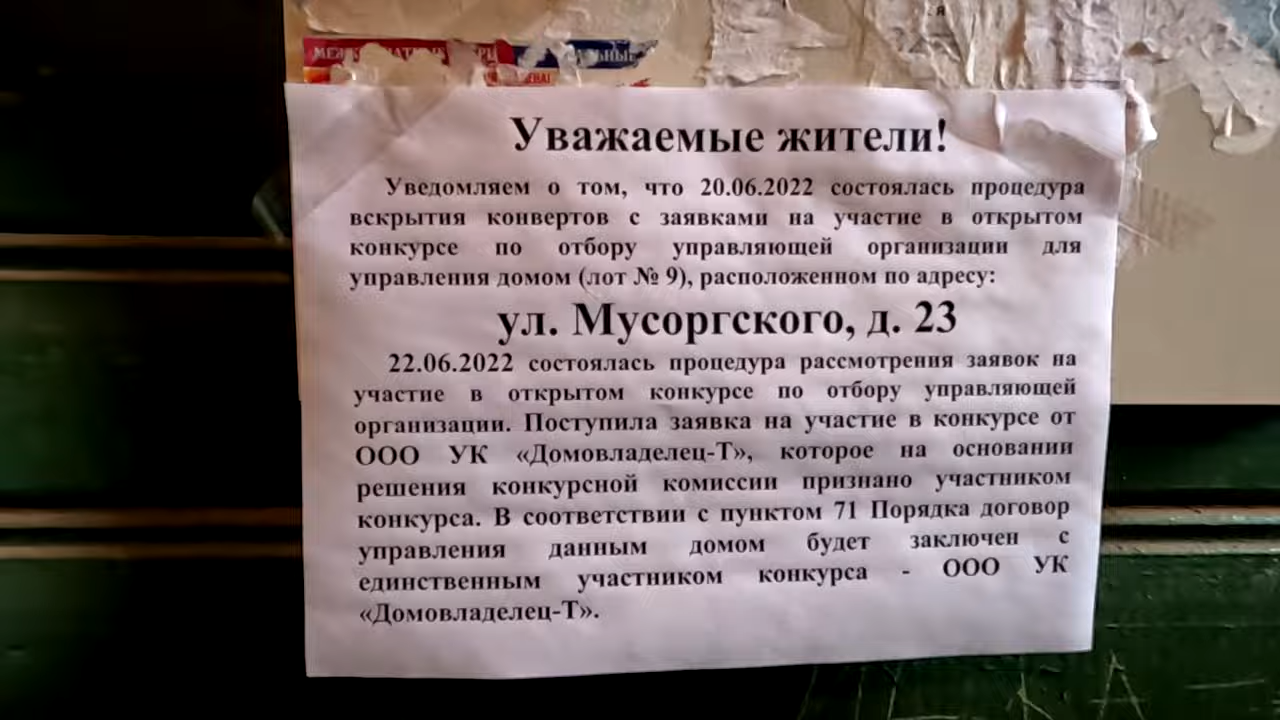 Уважаемые жители!
Уведомляем о том, что 20.06.2022 состоялась процедура
вскрытия конвертов с заявками на участие в открытом
конкурсе по отбору управляющей организации для
управления домом (лот № 9), расположенном по адресу:
ул. Мусоргского, д. 23
22.06.2022 состоялась процедура рассмотрения заявок на
участие в открытом конкурсе по отбору управляющей
организации. Поступила заявка на участие в конкурсе от
ООО УК «Домовладелец-Т», которое на основании
решения конкурсной комиссии признано участником
конкурса. В соответствии с пунктом 71 Порядка договор
управления данным домом будет заключен с
единственным участником конкурса - ООО УК
«Домовладелец-Т».